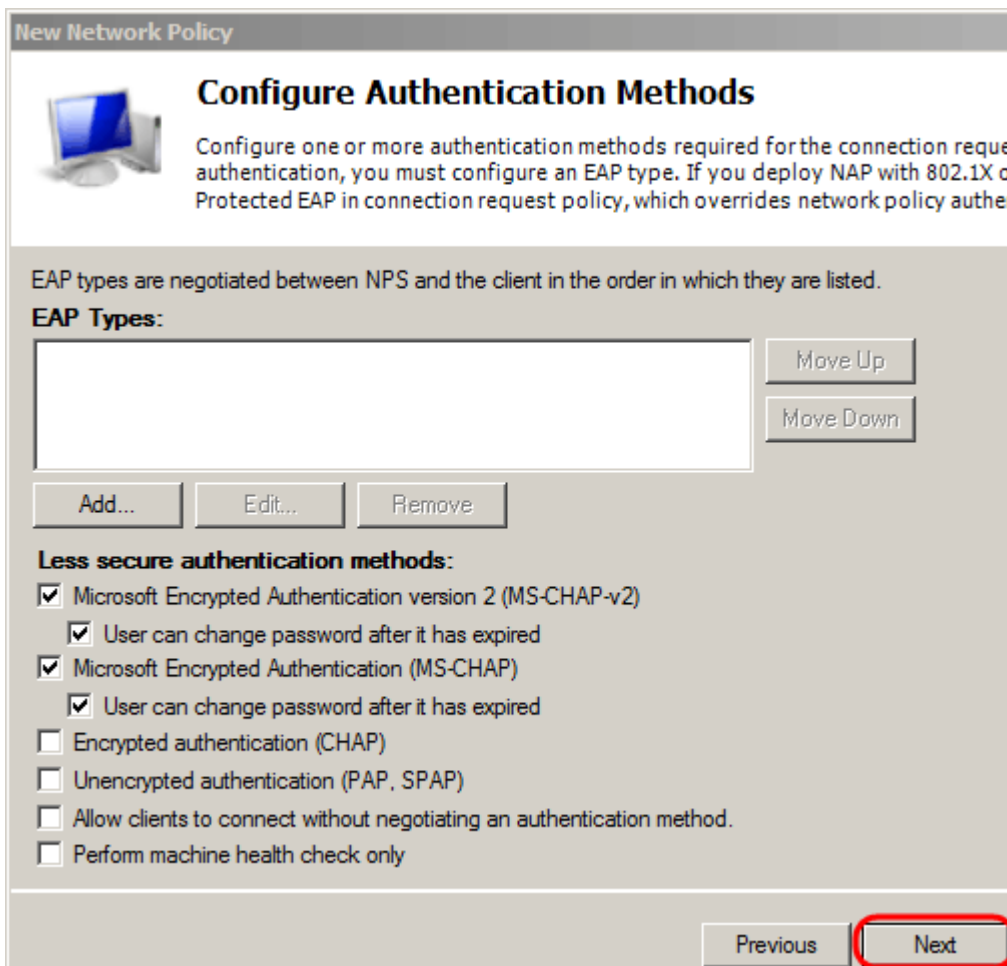 New Network Policy
Configure Authentication Methods
Configure one or more authentication methods required for the connection reque
authentication, you must configure an EAP type. If you deploy NAP with 802.1X o
Protected EAP in connection request policy, which overrides network policy authe
EAP types are negotiated between NPS and the client in the order in which they are listed.
EAP Types:
Move Up
Move Down
Add...
Edit...
Remove
Less secure authentication methods:
Microsoft Encrypted Authentication version 2 (MS-CHAP-v2)
User can change password after it has expired
Microsoft Encrypted Authentication (MS-CHAP)
User can change password after it has expired
Encrypted authentication (CHAP)
Unencrypted authentication (PAP, SPAP)
Allow clients to connect without negotiating an authentication method.
Perform machine health check only
Previous
Next